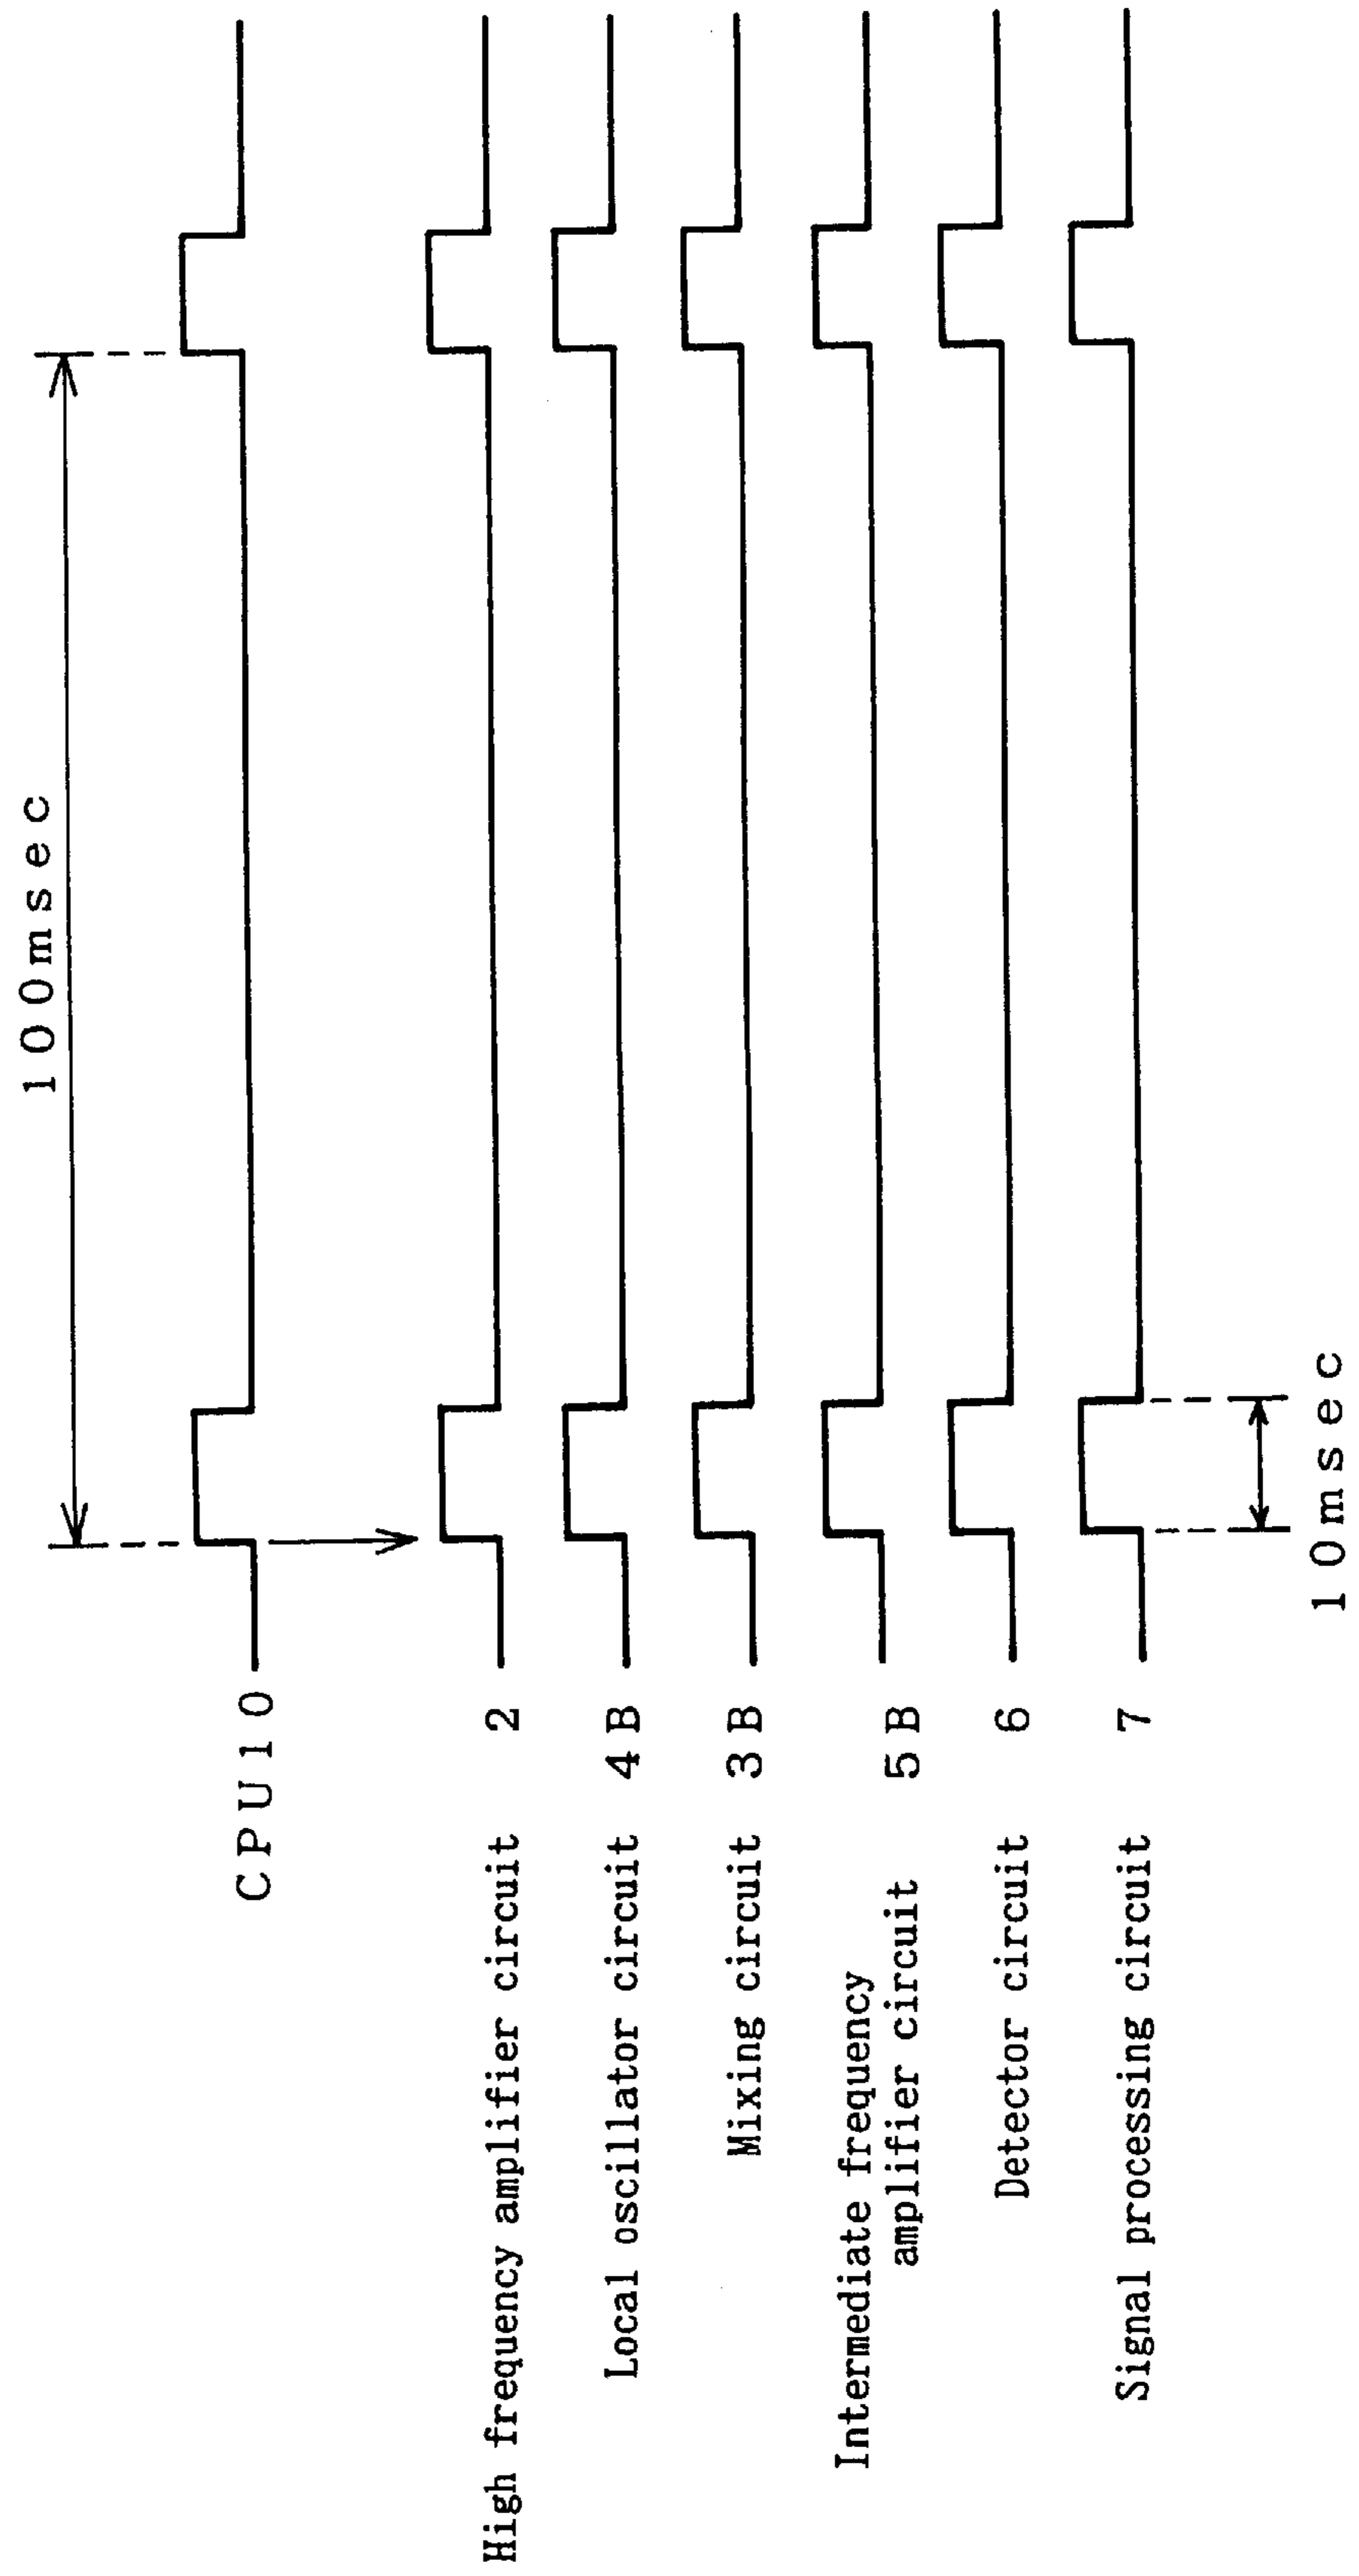 100msec
CPU10
High frequency amplifier circuit 2
Local oscillator circuit 4B
Mixing circuit 3B
Intermediate frequency
amplifier circuit 5B
Detector circuit 6
Signal processing circuit 7
10msec